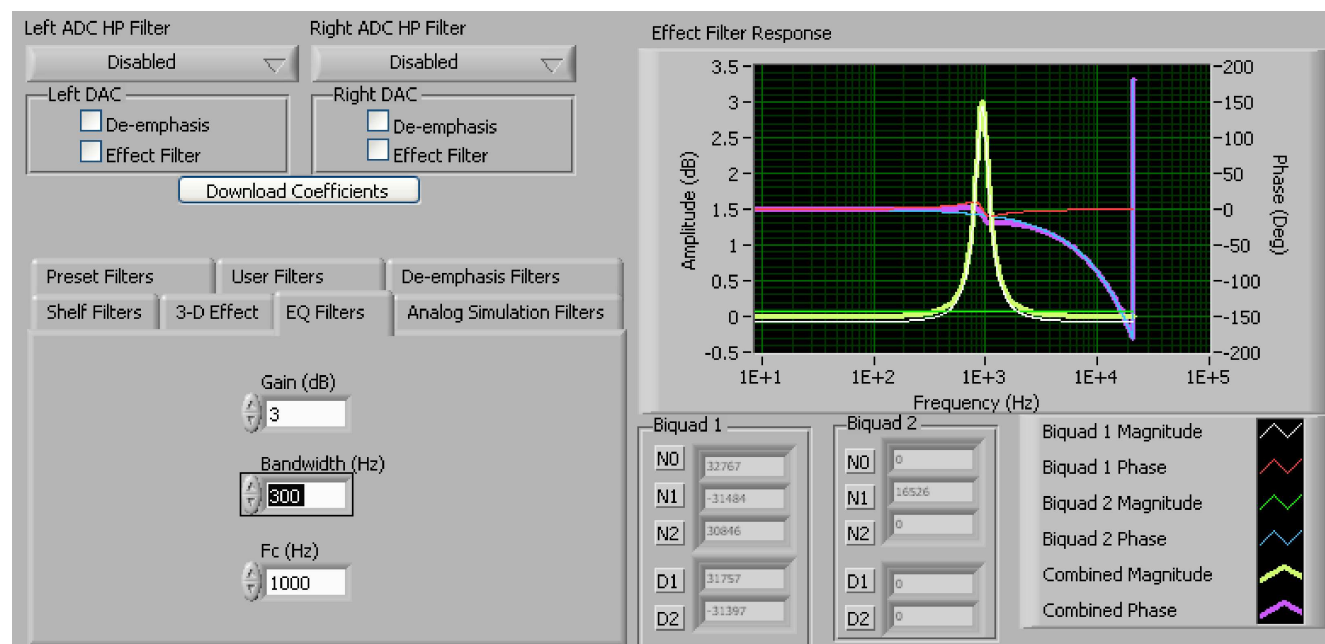 Left ADC HP Filter
Right ADC HP Filter
Disabled
Disabled
Left DAC
De-emphasis
Effect Filter
Right DAC
De-emphasis
Effect Filter
Download Coefficients
Preset Filters
User Filters
De-emphasis Filters
Shelf Filters
3-D Effect
EQ Filters
Analog Simulation Filters
Gain (dB)
3
Bandwidth (Hz)
300
Fc (Hz)
1000
Effect Filter Response
Amplitude (dB)
3.5
3
2.5
2
1.5
1
0.5
0
-0.5
200
150
100
50
0
-50
-100
-150
-200
Phase (Deg)
1E+1
1E+2
1E+3
1E+4
1E+5
Frequency (Hz)
Biquad 1
N0
32767
N1
-31484
N2
30846
D1
31757
D2
-31397
Biquad 2
N0
0
N1
16526
N2
0
D1
0
D2
0
Biquad 1 Magnitude
Biquad 1 Phase
Biquad 2 Magnitude
Biquad 2 Phase
Combined Magnitude
Combined Phase